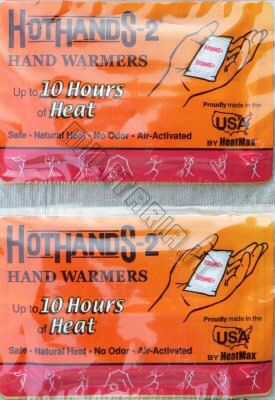 HOTHANDS-2
HAND WARMERS
Up to 10 Hours
of Heat
Proudly made in the
USA
BY HeatMax
Safe • Natural Heat • No Odor • Air-Activated
HOTHANDS-2
HAND WARMERS
Up to 10 Hours
of Heat
Proudly made in the
USA
BY HeatMax
Safe • Natural Heat • No Odor • Air-Activated